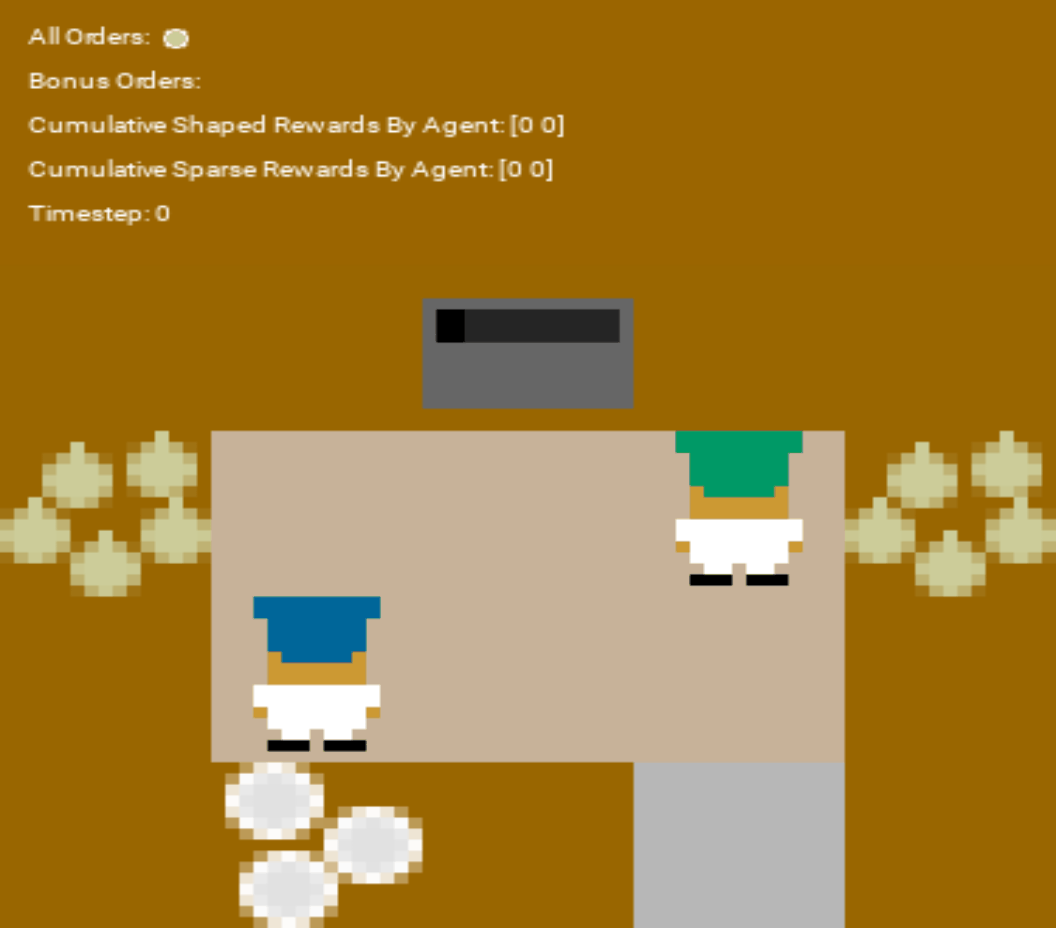 All Orders:
Bonus Orders:
Cumulative Shaped Rewards By Agent: [0 0]
Cumulative Sparse Rewards By Agent: [0 0]
Timestep: 0